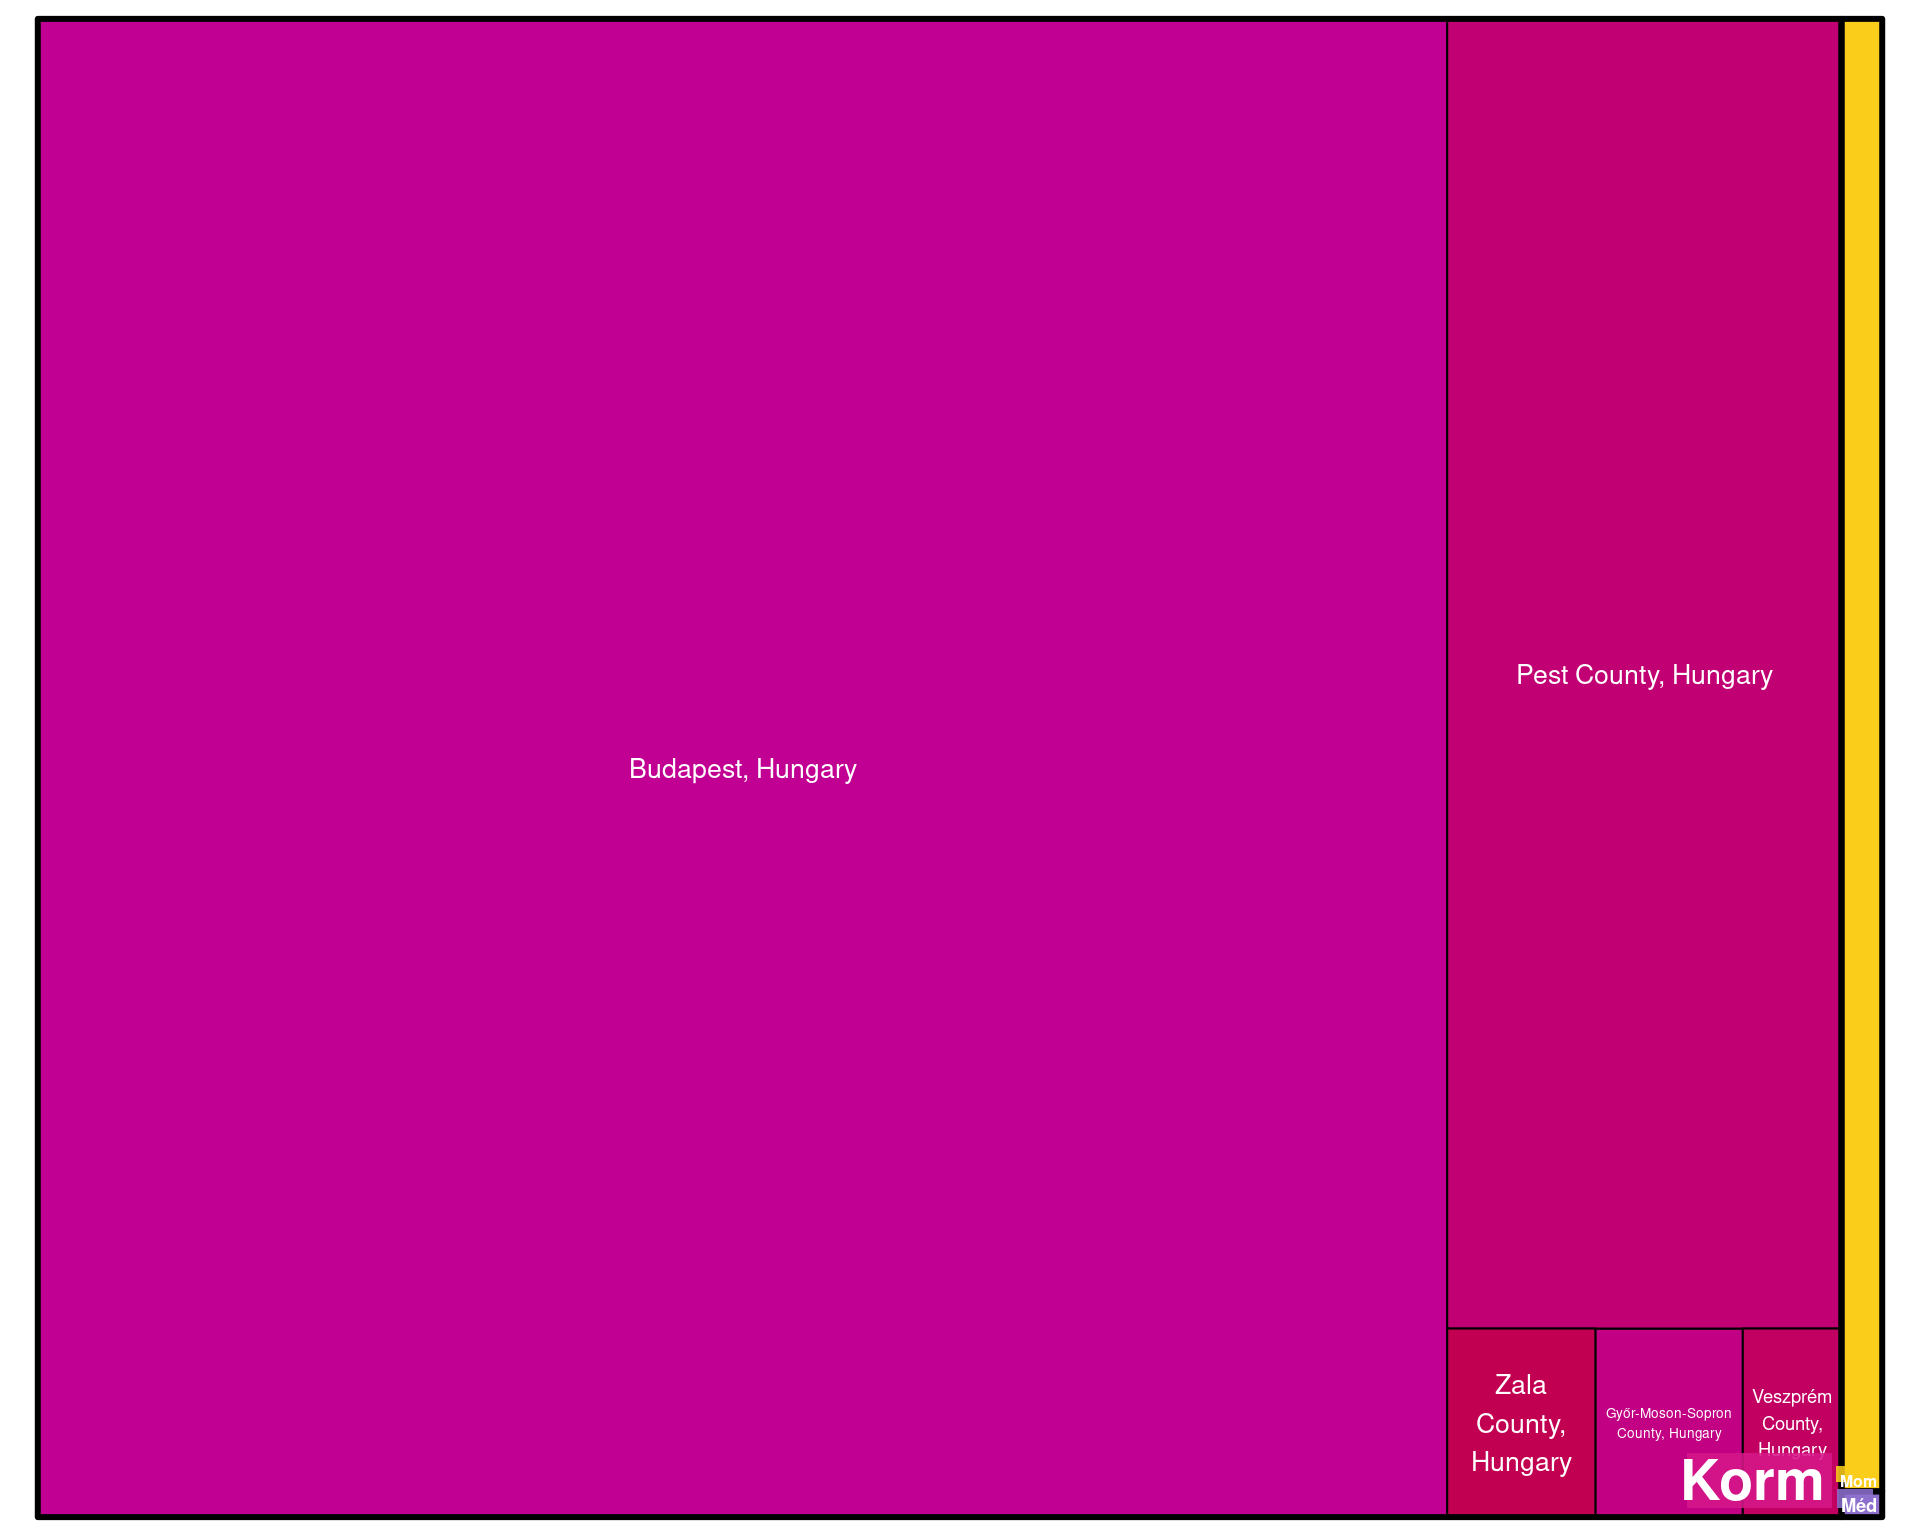 Pest County, Hungary
Budapest, Hungary
Zala
County,
Hungary
Győr-Moson-Sopron
County, Hungary
Veszprém
County,
Hungary
Korm
Mom
Méd